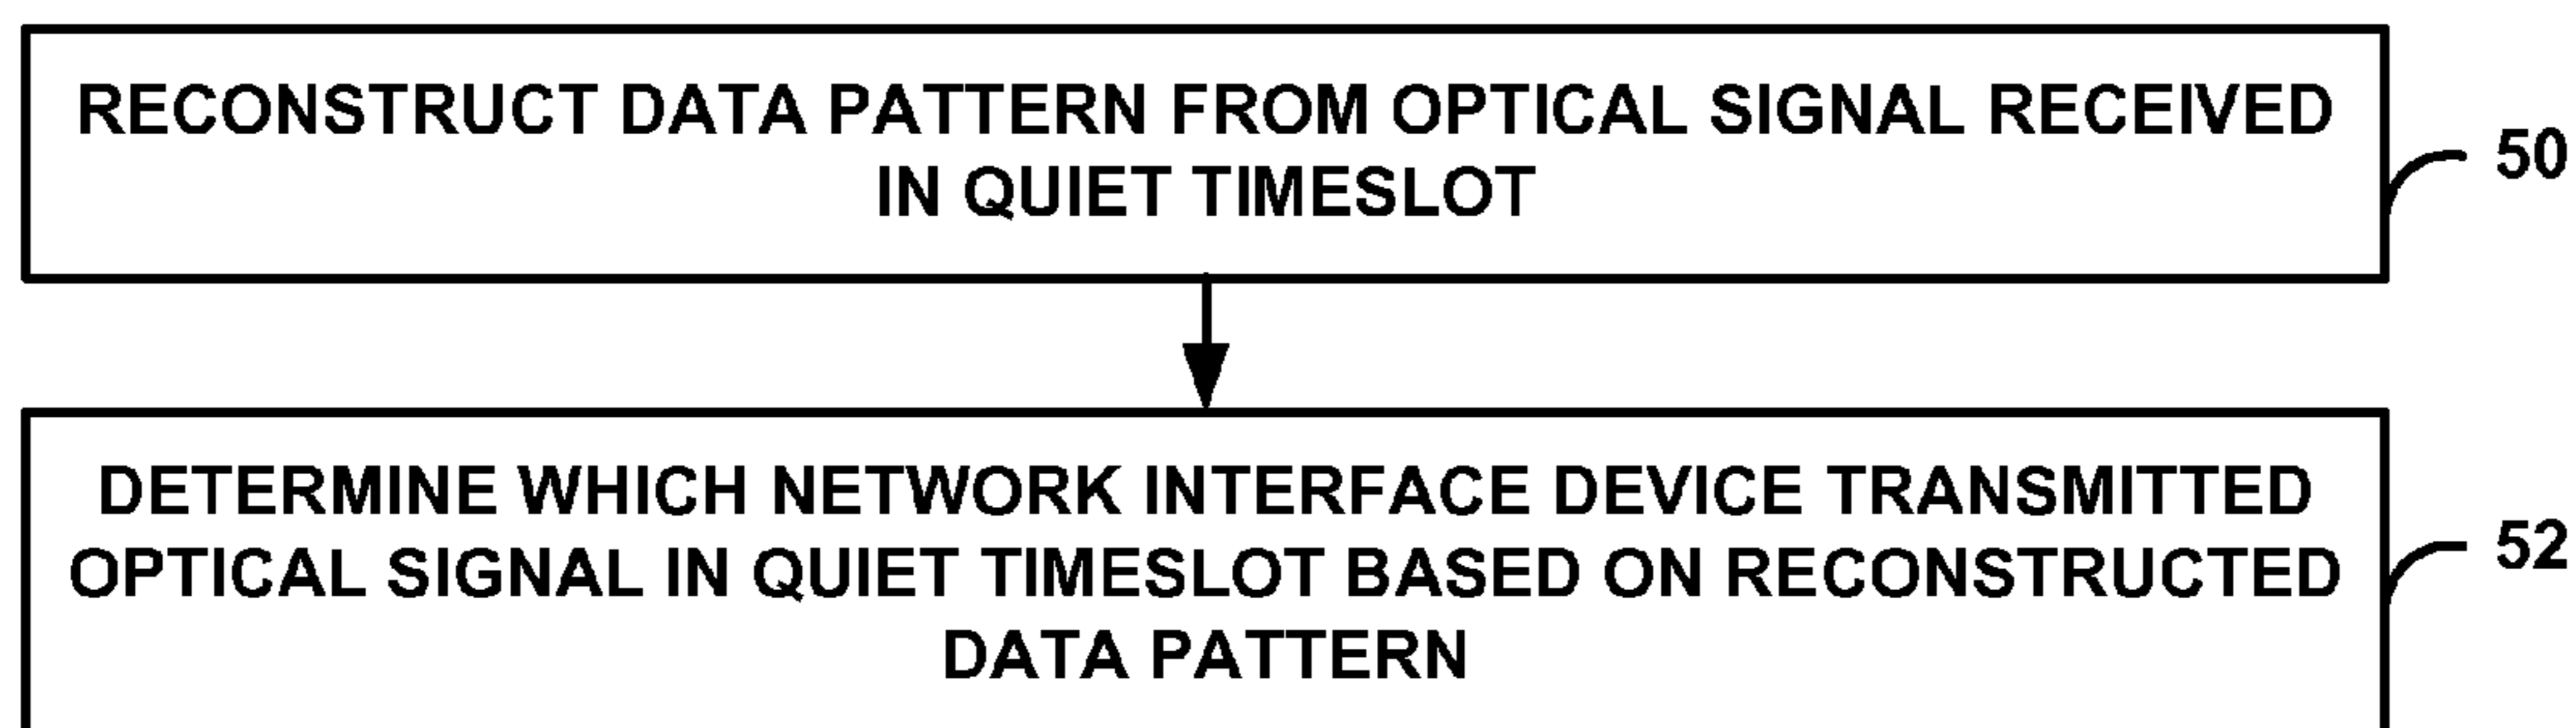 RECONSTRUCT DATA PATTERN FROM OPTICAL SIGNAL RECEIVED
IN QUIET TIMESLOT
50
DETERMINE WHICH NETWORK INTERFACE DEVICE TRANSMITTED
OPTICAL SIGNAL IN QUIET TIMESLOT BASED ON RECONSTRUCTED
DATA PATTERN
52